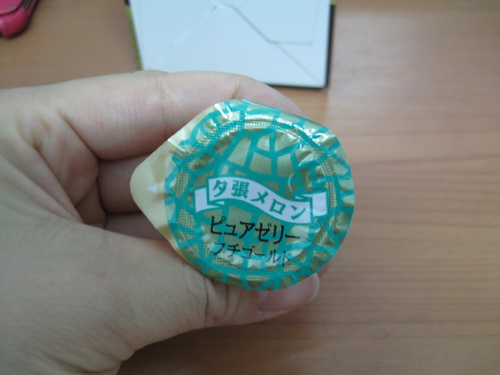 夕張メロン
ピュアゼリー
プチゴールド